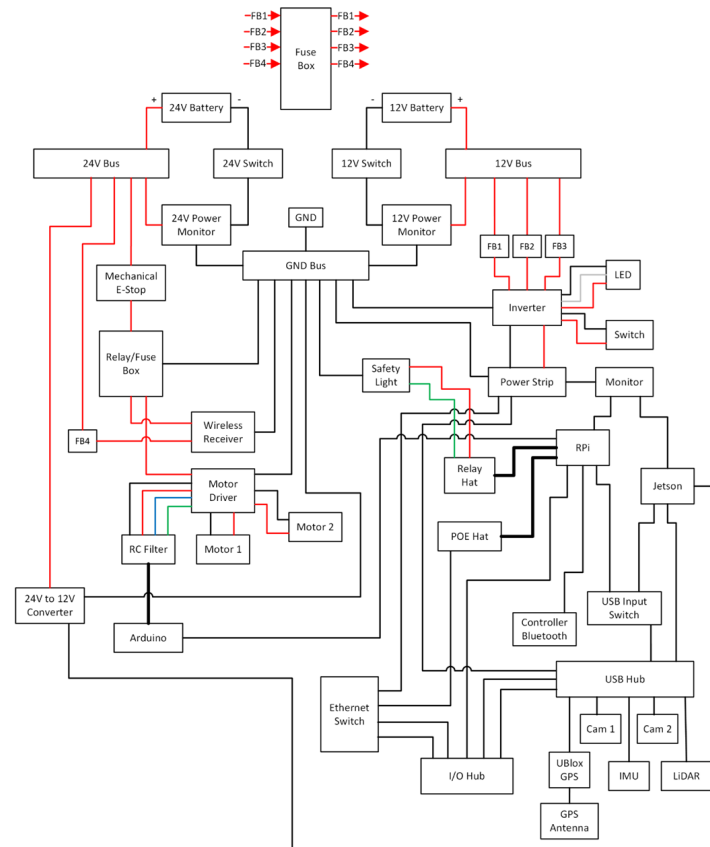 FB1
FB2
FB3
FB4
Fuse
Box
FB1
FB2
FB3
FB4
+
24V Battery
-
-
12V Battery
+
24V Bus
24V Switch
12V Switch
12V Bus
24V Power
Monitor
GND
12V Power
Monitor
FB1
FB2
FB3
GND Bus
Mechanical
E-Stop
LED
Inverter
Switch
Relay/Fuse
Box
Safety
Light
Power Strip
Monitor
FB4
Wireless
Receiver
RPi
Relay
Hat
Motor
Driver
Jetson
Motor 2
POE Hat
RC Filter
Motor 1
24V to 12V
Converter
USB Input
Switch
Controller
Bluetooth
Arduino
USB Hub
Ethernet
Switch
Cam 1
Cam 2
I/O Hub
UBlox
GPS
IMU
LiDAR
GPS
Antenna